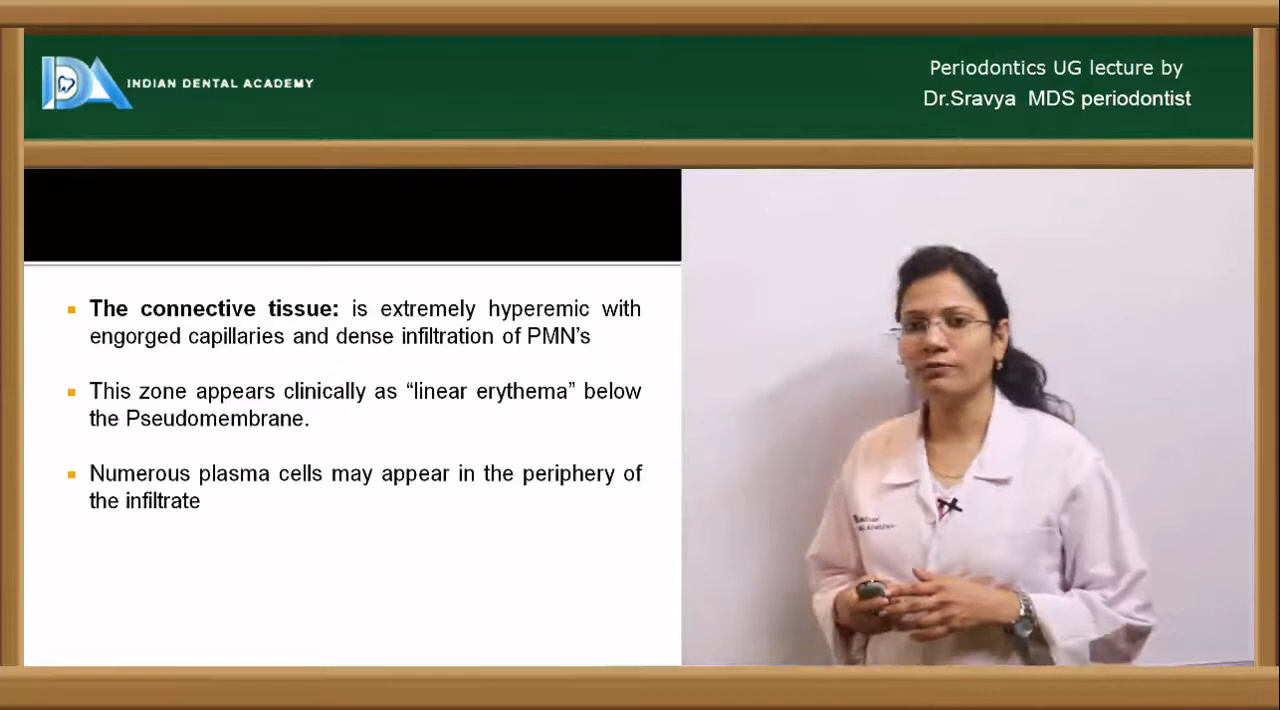 INDIAN DENTAL ACADEMY
Periodontics UG lecture by
Dr.Sravya MDS periodontist
The connective tissue: is extremely hyperemic with
engorged capillaries and dense infiltration of PMN's
This zone appears clinically as “linear erythema” below
the Pseudomembrane.
Numerous plasma cells may appear in the periphery of
the infiltrate